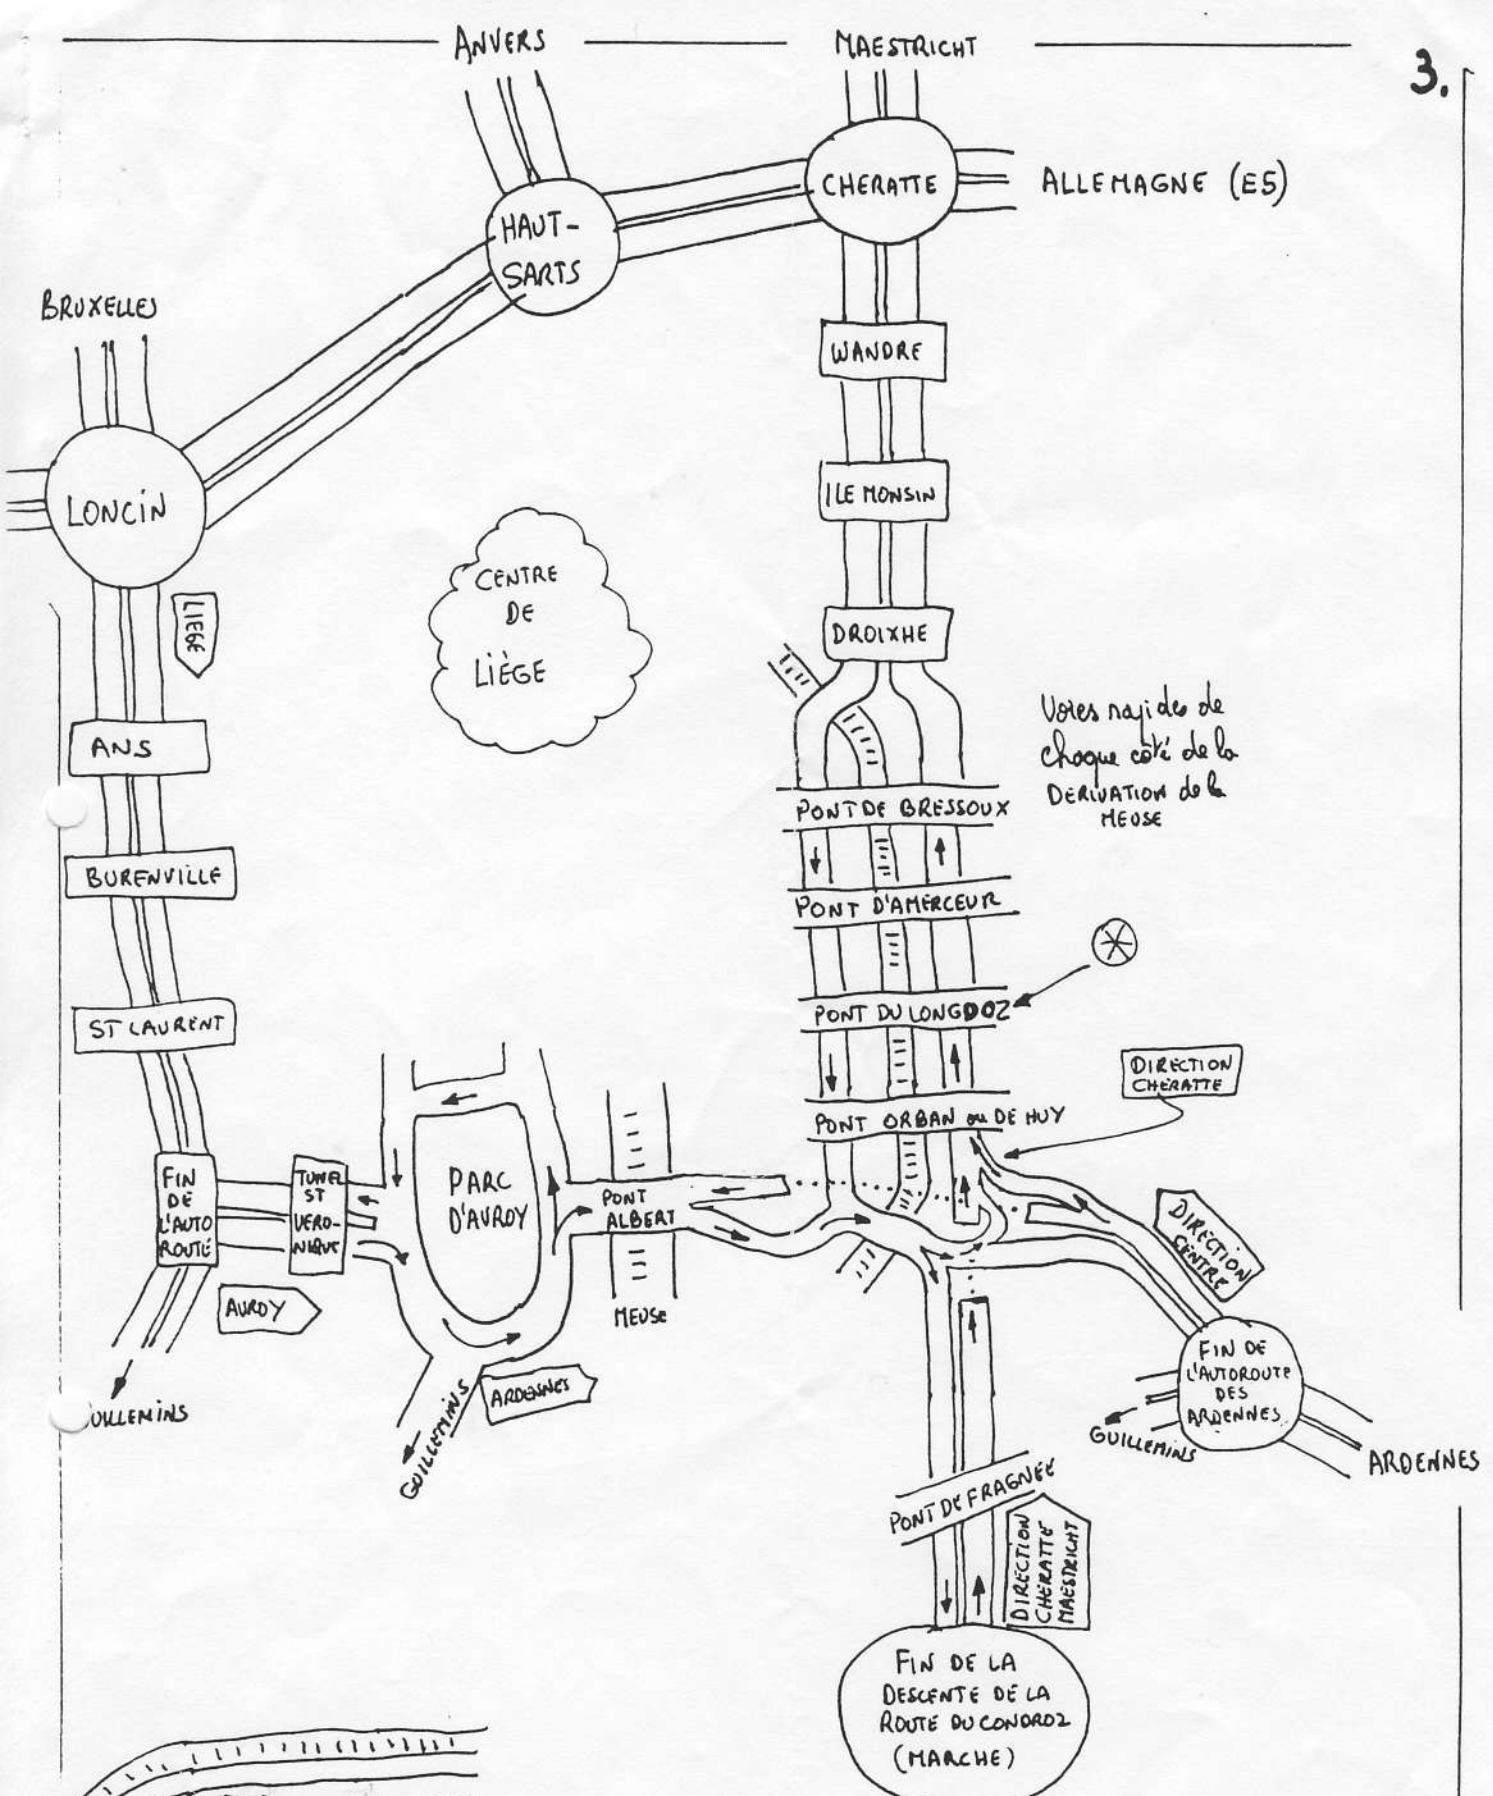 ANVERS
MAESTRICHT
3.
CHERATTE
ALLEMAGNE (E5)
HAUT-
SARTS
BRUXELLES
WANDRE
LONCIN
ILE MONSIN
CENTRE
DE
LIÈGE
LIEGE
DROIXHE
ANS
Voies rapides de
chaque côté de la
DERIVATION de la
MEUSE
PONT DE BRESSOUX
BURENVILLE
PONT D'AMERCEUR
ST LAURENT
PONT DU LONGDOZ
DIRECTION
CHERATTE
PONT ORBAN ou DE HUY
FIN
DE
L'AUTO
ROUTE
TUNEL
ST
VERO-
NIQUE
PARC
D'AVROY
PONT
ALBERT
DIRECTION
CENTRE
AVROY
MEUSE
FIN DE
L'AUTOROUTE
DES
ARDENNES
ARDENNES
GUILLEMINS
UILLEMINS
GUILLEMINS
ARDENNES
PONT DE FRAGNÉE
DIRECTION
CHERATTE
MAESTRICHT
FIN DE LA
DESCENTE DE LA
ROUTE DU CONDROZ
(MARCHE)